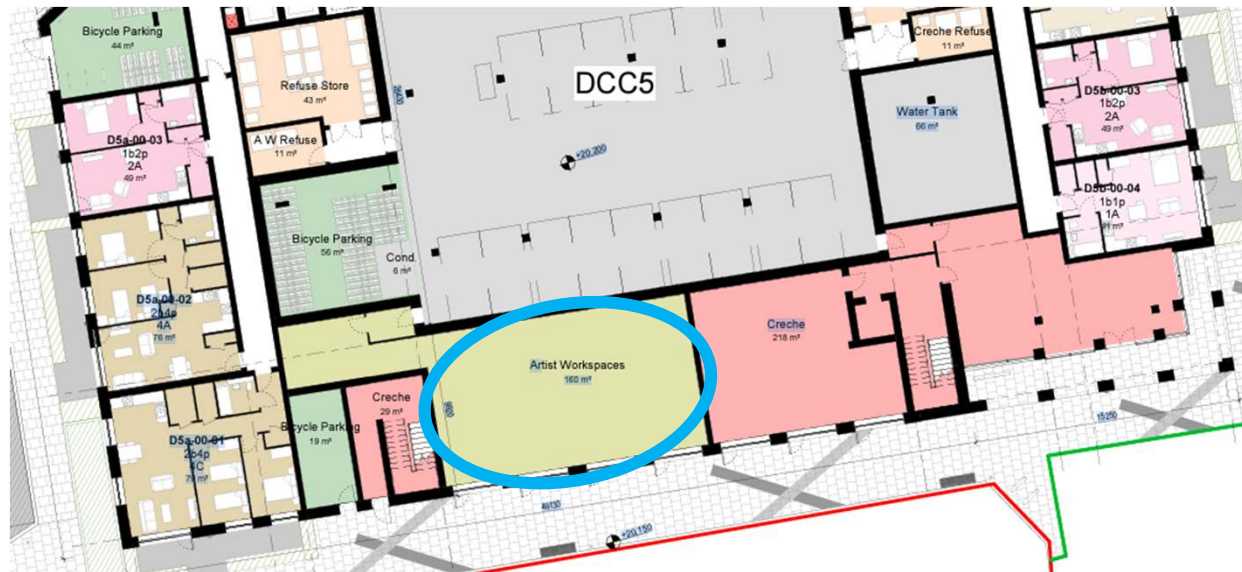 Bicycle Parking
44 m²
Refuse Store
43 m²
DCC5
Creche Refuse
11 m²
Water Tank
66 m²
D5b-00-03
1b2p
2A
49 m²
D5a-00-03
1b2p
2A
49 m²
A W Refuse
11 m²
+20.200
D5b-00-04
1b1p
1A
Bicycle Parking
56 m²
Cond.
6 m²
D5a-00-02
2b4p
4A
76 m²
Creche
218 m²
Artist Workspaces
160 m²
Creche
29 m²
Bicycle Parking
19 m²
D5a-00-01
2b4p
4C
15250
+20.150